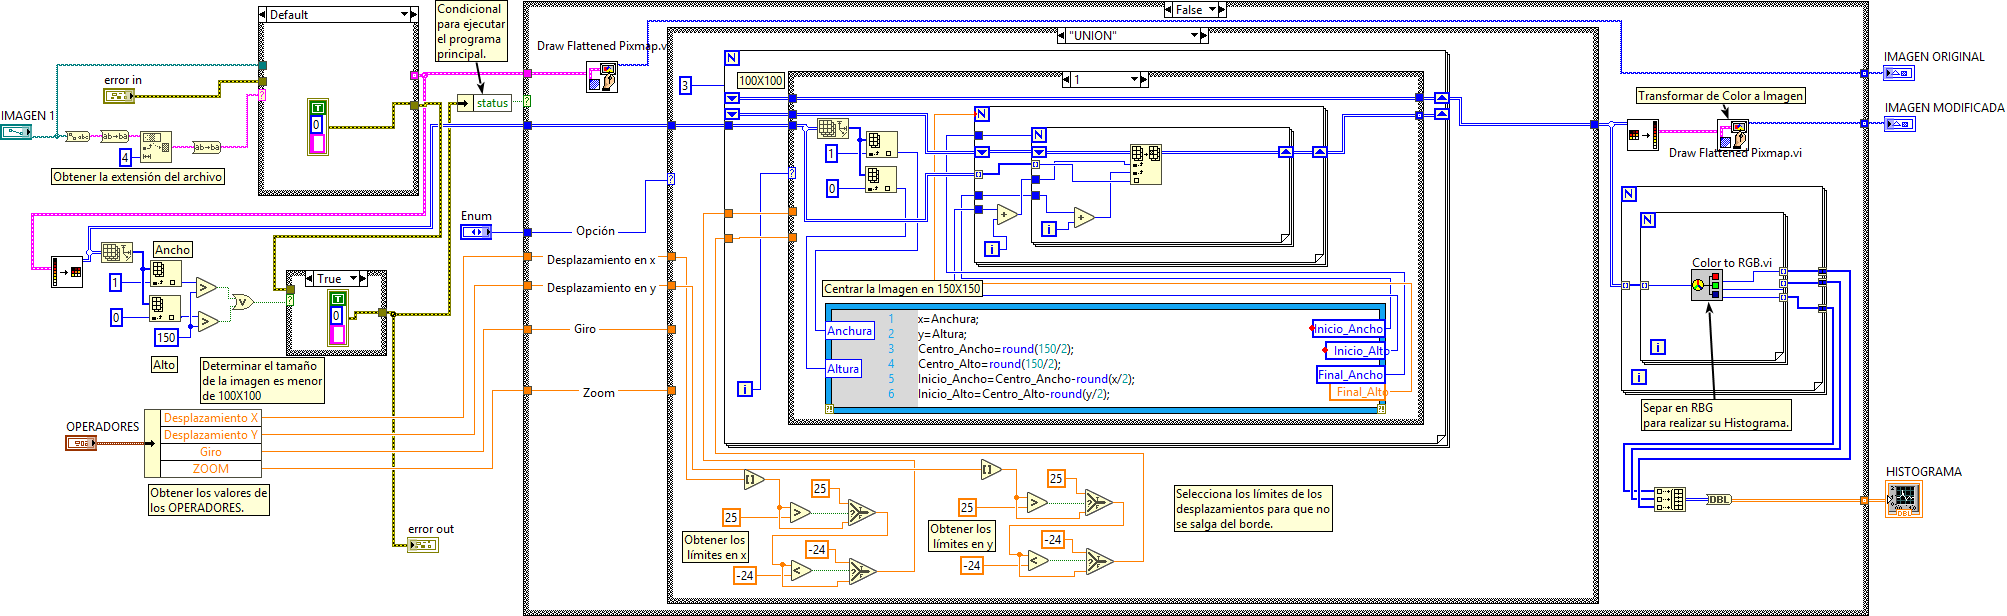 Default
Condicional
para ejecutar
el programa
principal.
status
error in
IMAGEN 1
4
Obtener la extensión del archivo
T
0
Draw Flattened Pixmap.v
False
"UNION"
N
3
100X100
1
1
0
N
N
i
i
i
Centrar la Imagen en 150X150
Anchura
Altura
1 x=Anchura;
2 y=Altura;
3 Centro_Ancho=round(150/2);
4 Centro_Alto=round(150/2);
5 Inicio_Ancho=Centro_Ancho-round(x/2);
6 Inicio_Alto=Centro_Alto-round(y/2);
Inicio_Ancho
Inicio_Alto
Final_Ancho
Final_Alto
Enum
Opción
Desplazamiento en x
Desplazamiento en y
Giro
Zoom
Ancho
1
0
150
Alto
V
True
T
0
Determinar el tamaño
de la imagen es menor
de 100X100
OPERADORES
Desplazamiento X
Desplazamiento Y
Giro
ZOOM
Obtener los valores de
los OPERADORES.
error out
25
25
Obtener los
límites en x
-24
-24
25
25
Obtener los
límites en y
-24
-24
Selecciona los límites de los
desplazamientos para que no
se salga del borde.
IMAGEN ORIGINAL
Transformar de Color a Imagen
IMAGEN MODIFICADA
Draw Flattened Pixmap.vi
N
N
Color to RGB.vi
i
i
Separ en RBG
para realizar su Histograma.
DBL
HISTOGRAMA
DBL